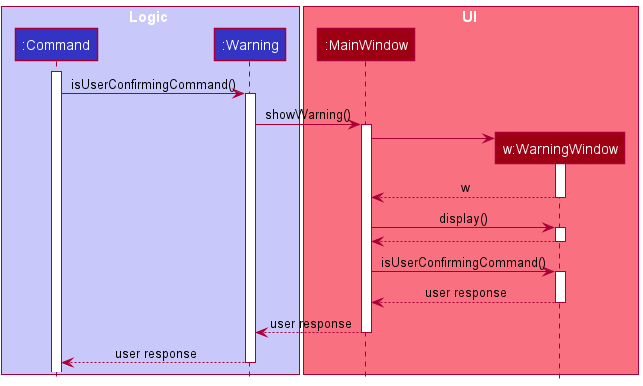 Logic
UI
:Command
:Warning
:MainWindow
isUserConfirmingCommand()
showWarning()
w:WarningWindow
w
display()
isUserConfirmingCommand()
user response
user response
user response